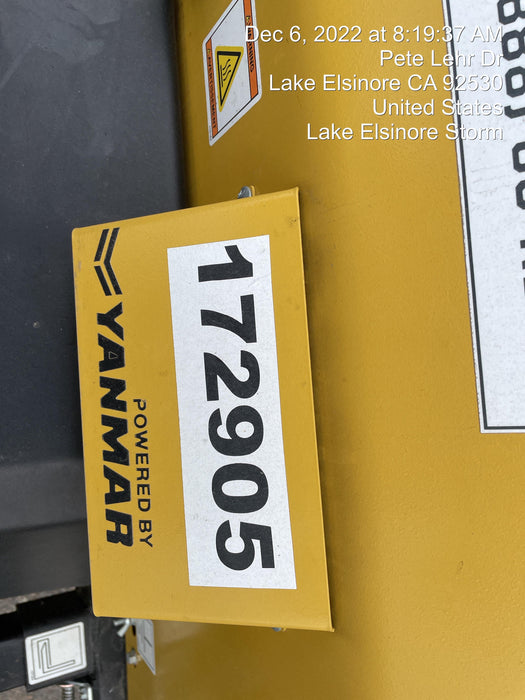 Dec 6, 2022 at 8:19:37 AM
Pete Lehr Dr
Lake Elsinore CA 92530
United States
Lake Elsinore Storm
172905
POWERED BY
YANMAR